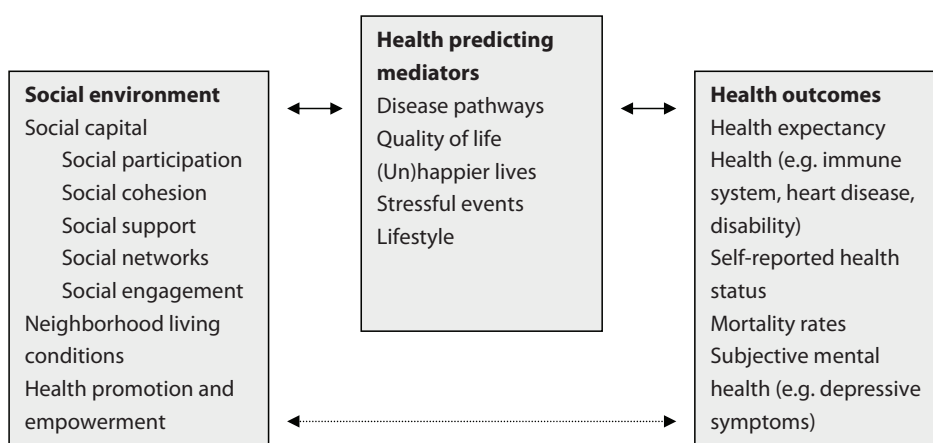 Social environment
Social capital
Social participation
Social cohesion
Social support
Social networks
Social engagement
Neighborhood living
conditions
Health promotion and
empowerment
Health predicting
mediators
Disease pathways
Quality of life
(Un)happier lives
Stressful events
Lifestyle
Health outcomes
Health expectancy
Health (e.g. immune
system, heart disease,
disability)
Self-reported health
status
Mortality rates
Subjective mental
health (e.g. depressive
symptoms)